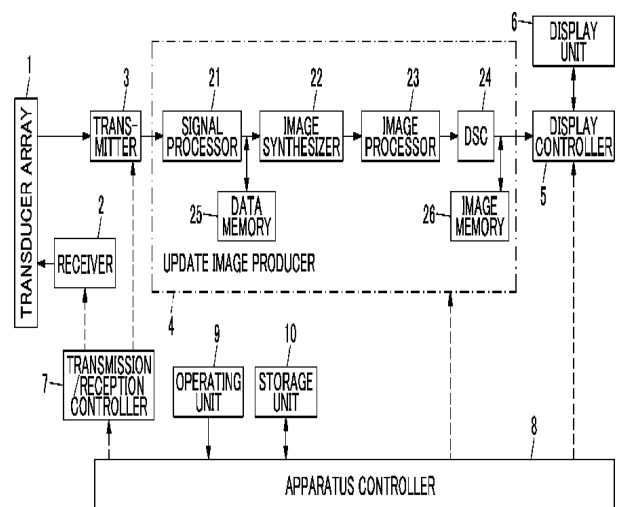 6
DISPLAY
UNIT
1
3
21
22
23
24
TRANSDUCER ARRAY
TRANS-
MITTER
SIGNAL
PROCESSOR
IMAGE
SYNTHESIZER
IMAGE
PROCESSOR
DSC
DISPLAY
CONTROLLER
5
2
RECEIVER
25
DATA
MEMORY
26
IMAGE
MEMORY
UPDATE IMAGE PRODUCER
4
7
TRANSMISSION
/RECEPTION
CONTROLLER
9
OPERATING
UNIT
10
STORAGE
UNIT
8
APPARATUS CONTROLLER